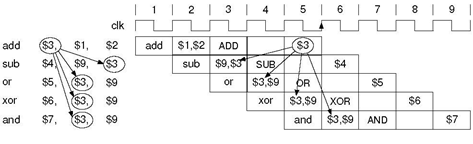 1 2 3 4 5 6 7 8 9
clk
add $3, $1, $2 add $1,$2 ADD $3
sub $4, $9, $3 sub $9,$3 SUB $4
or $5, $3, $9 or $3,$9 OR $5
xor $6, $3, $9 xor $3,$9 XOR $6
and $7, $3, $9 and $3,$9 AND $7